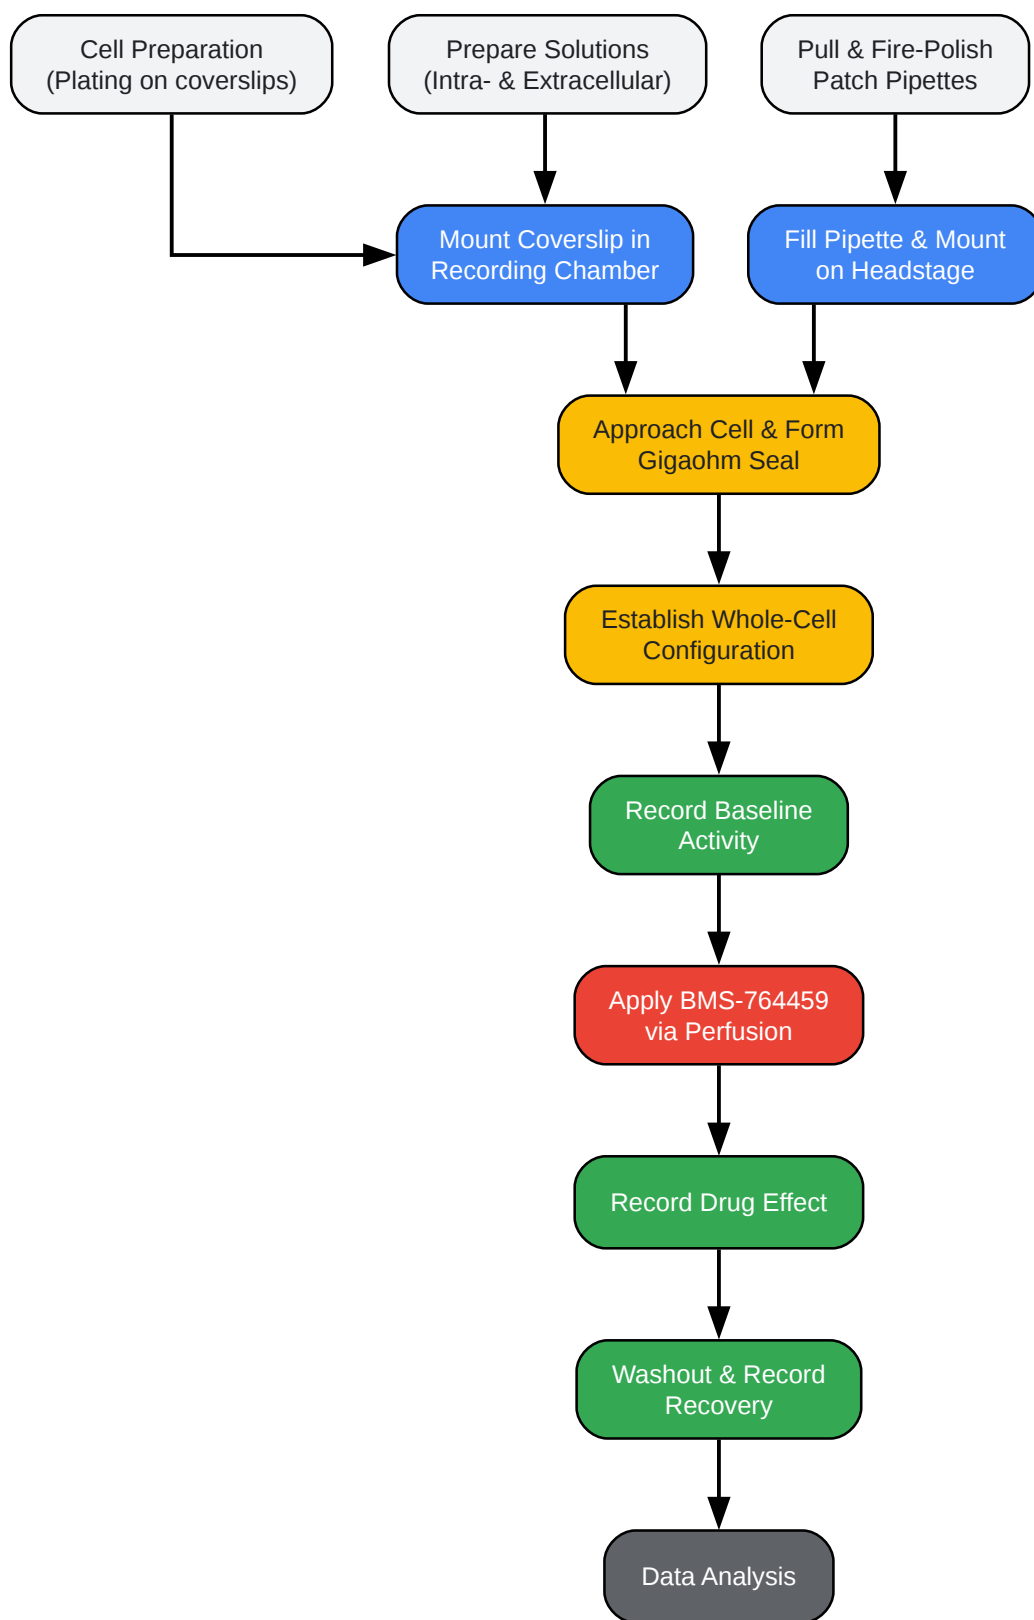 Cell Preparation
(Plating on coverslips)
Prepare Solutions
(Intra- & Extracellular)
Pull & Fire-Polish
Patch Pipettes
Mount Coverslip in
Recording Chamber
Fill Pipette & Mount
on Headstage
Approach Cell & Form
Gigaohm Seal
Establish Whole-Cell
Configuration
Record Baseline
Activity
Apply BMS-764459
via Perfusion
Record Drug Effect
Washout & Record
Recovery
Data Analysis